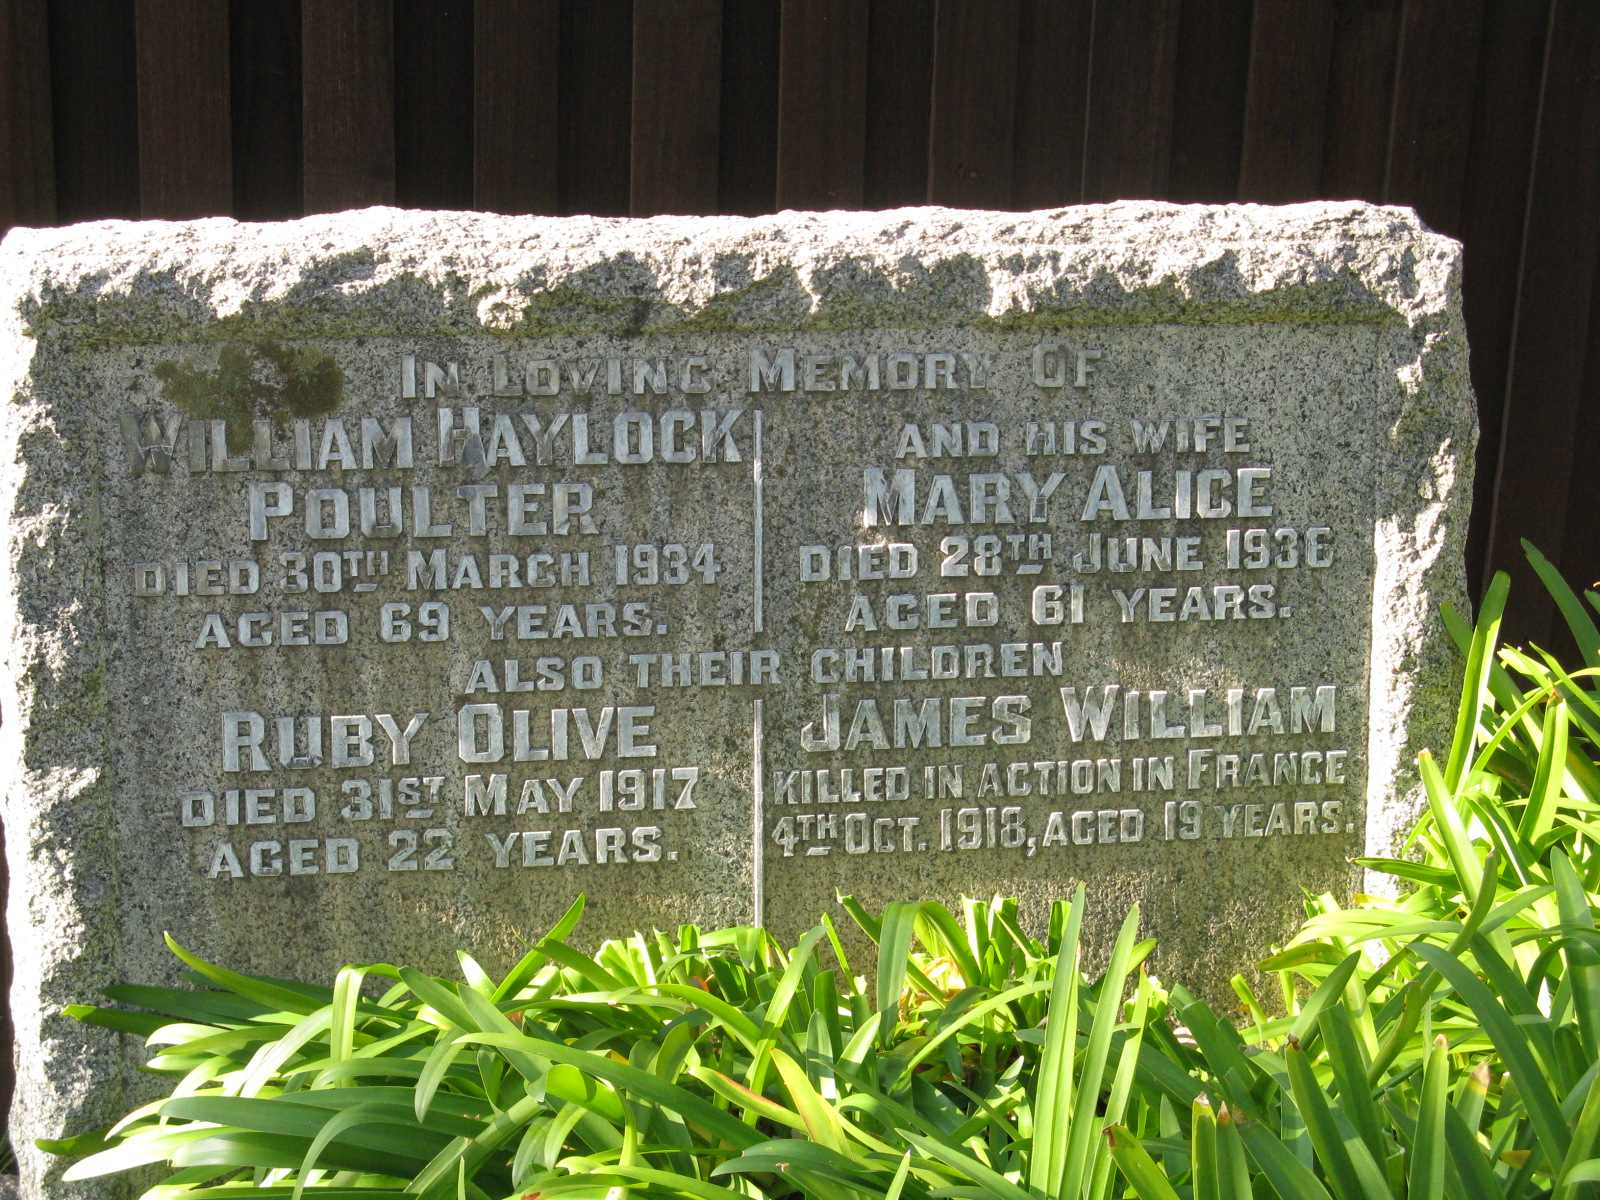 In Loving Memory Of
William Haylock
Poulter
Died 30th March 1934
Aged 69 Years.
And His Wife
Mary Alice
Died 28th June 1936
Aged 61 Years.
Also Their Children
Ruby Olive
Died 31st May 1917
Aged 22 Years.
James William
Killed in Action in France
4th Oct. 1918, Aged 19 Years.